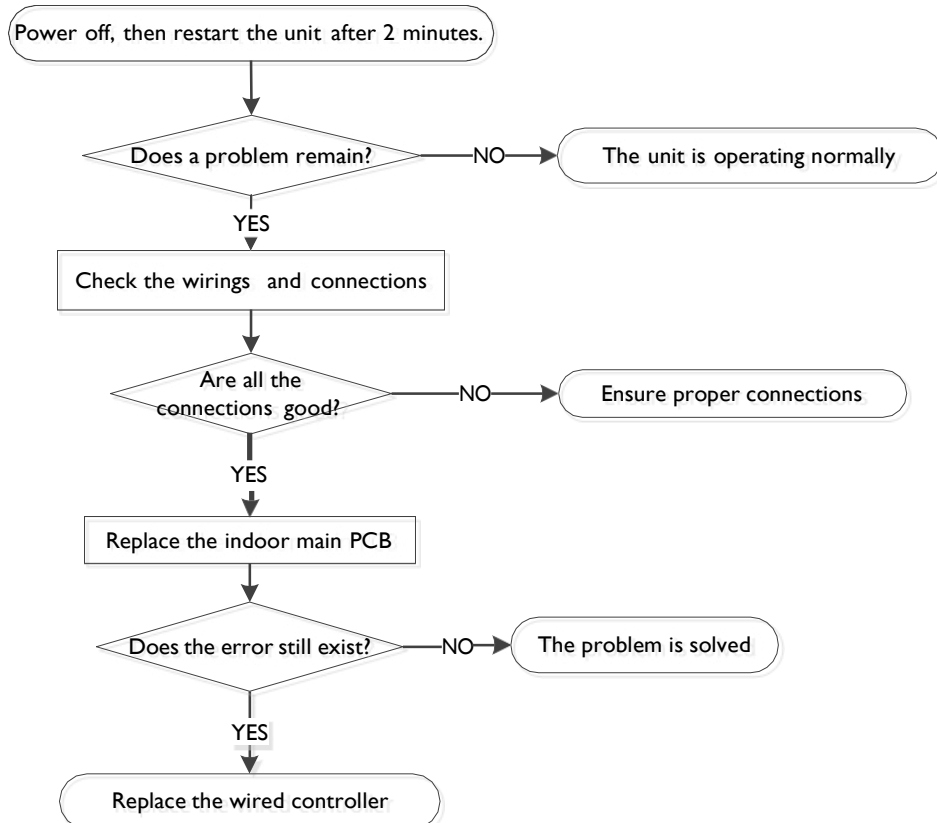 Power off, then restart the unit after 2 minutes.
Does a problem remain?
NO
The unit is operating normally
YES
Check the wirings and connections
Are all the
connections good?
NO
Ensure proper connections
YES
Replace the indoor main PCB
Does the error still exist?
NO
The problem is solved
YES
Replace the wired controller